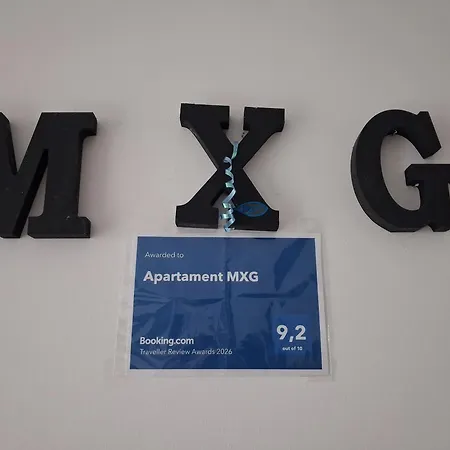 M X G
Awarded to
Apartament MXG
Booking.com
Traveller Review Awards 2026
9,2
out of 10